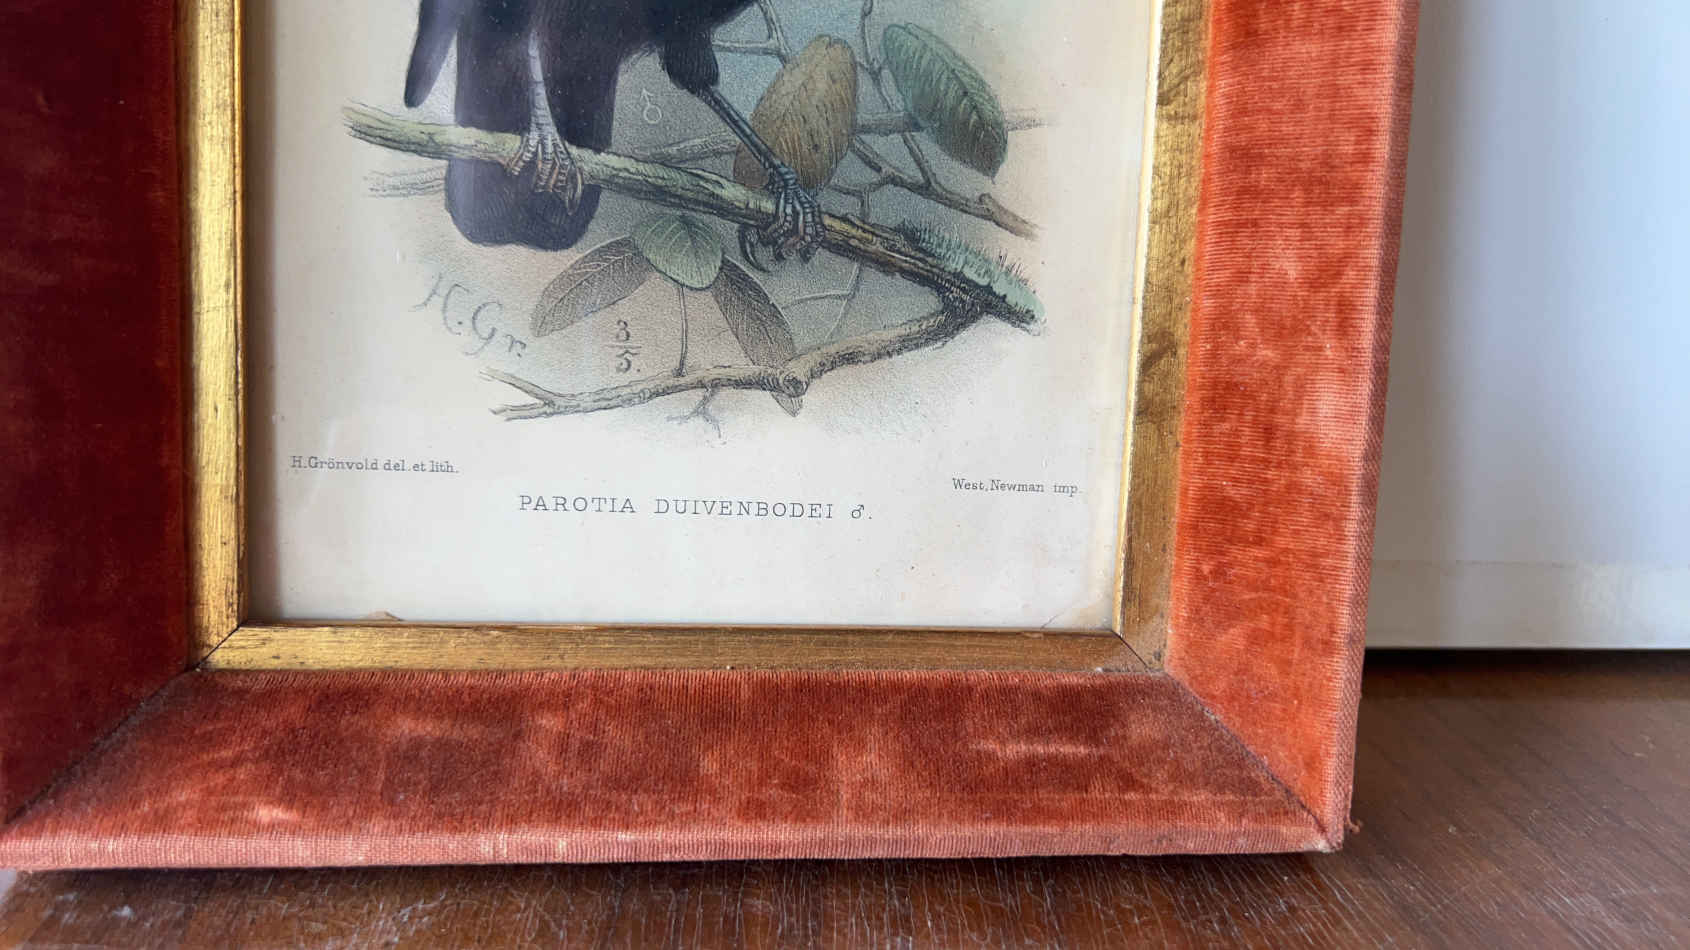 ♂
H. Gr.
3
5.
H.Grönvold del. et lith.
West, Newman imp.
PAROTIA DUIVENBODEI ♂.